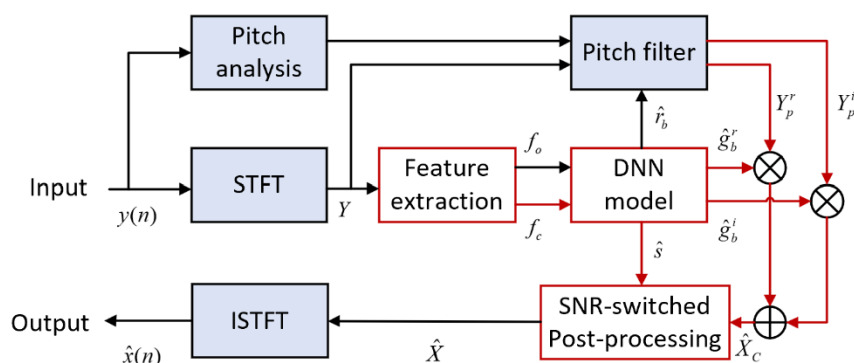 Pitch
analysis
Pitch filter
Y_p^r
Y_p^i
r̂_b
ĝ_b^r
f_o
Input
STFT
Feature
extraction
DNN
model
y(n)
Y
f_c
ĝ_b^i
ŝ
Output
ISTFT
SNR-switched
Post-processing
x̂(n)
X̂
X̂_C